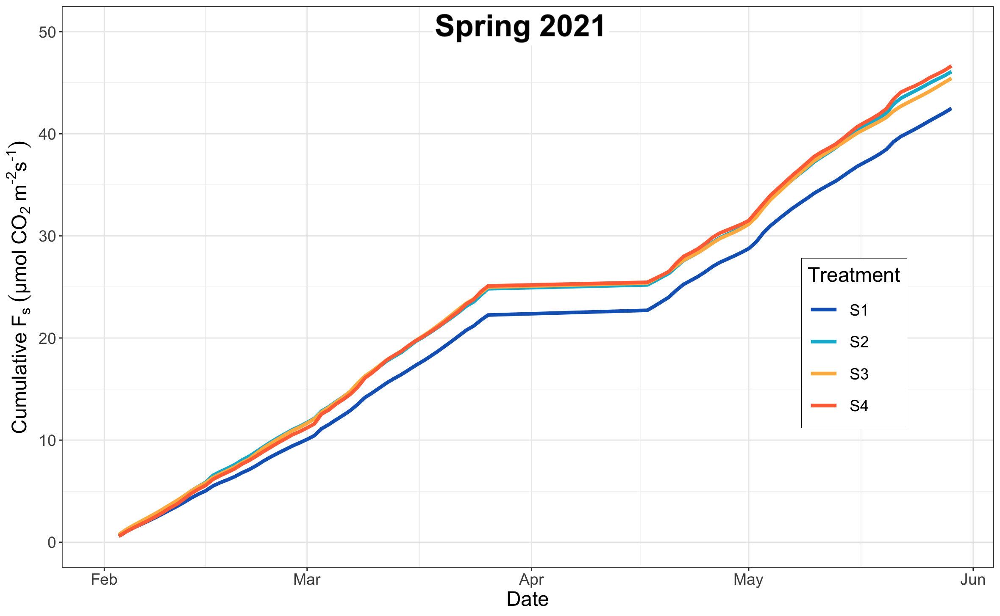 Spring 2021
Cumulative Fₛ (µmol CO₂ m⁻²s⁻¹)
50
40
30
20
10
0
Treatment
S1
S2
S3
S4
Feb Mar Apr May Jun
Date